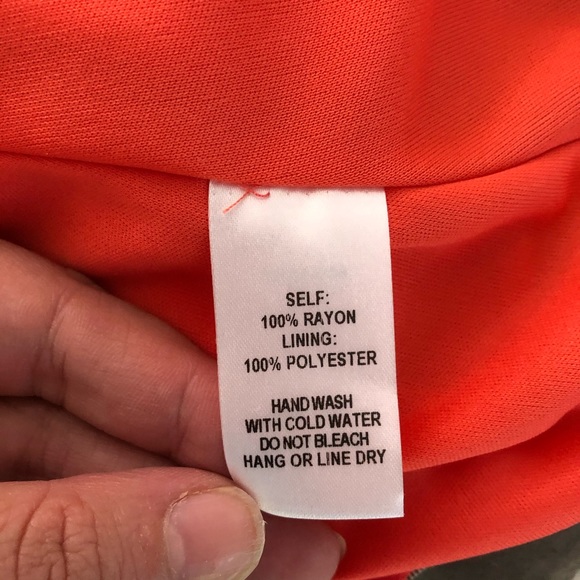 SELF:
100% RAYON
LINING:
100% POLYESTER
HAND WASH
WITH COLD WATER
DO NOT BLEACH
HANG OR LINE DRY